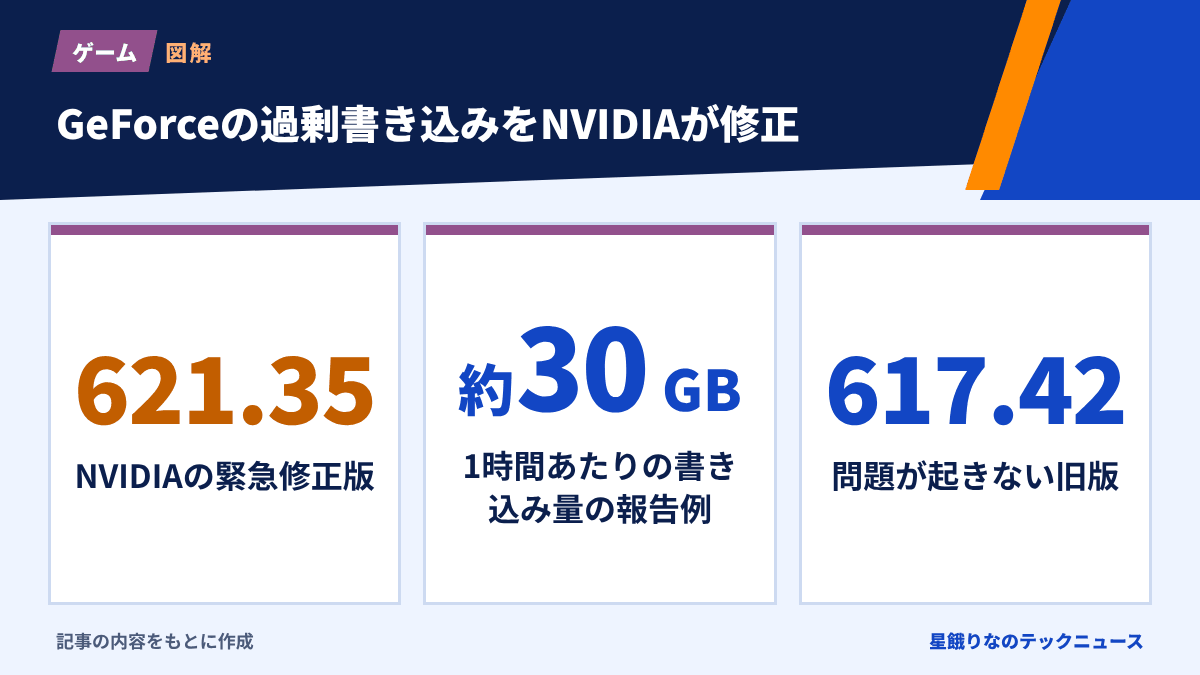 ゲーム 図解
GeForceの過剰書き込みをNVIDIAが修正
621.35
NVIDIAの緊急修正版
約30 GB
1時間あたりの書き
込み量の報告例
617.42
問題が起きない旧版
記事の内容をもとに作成
星餓りなのテックニュース